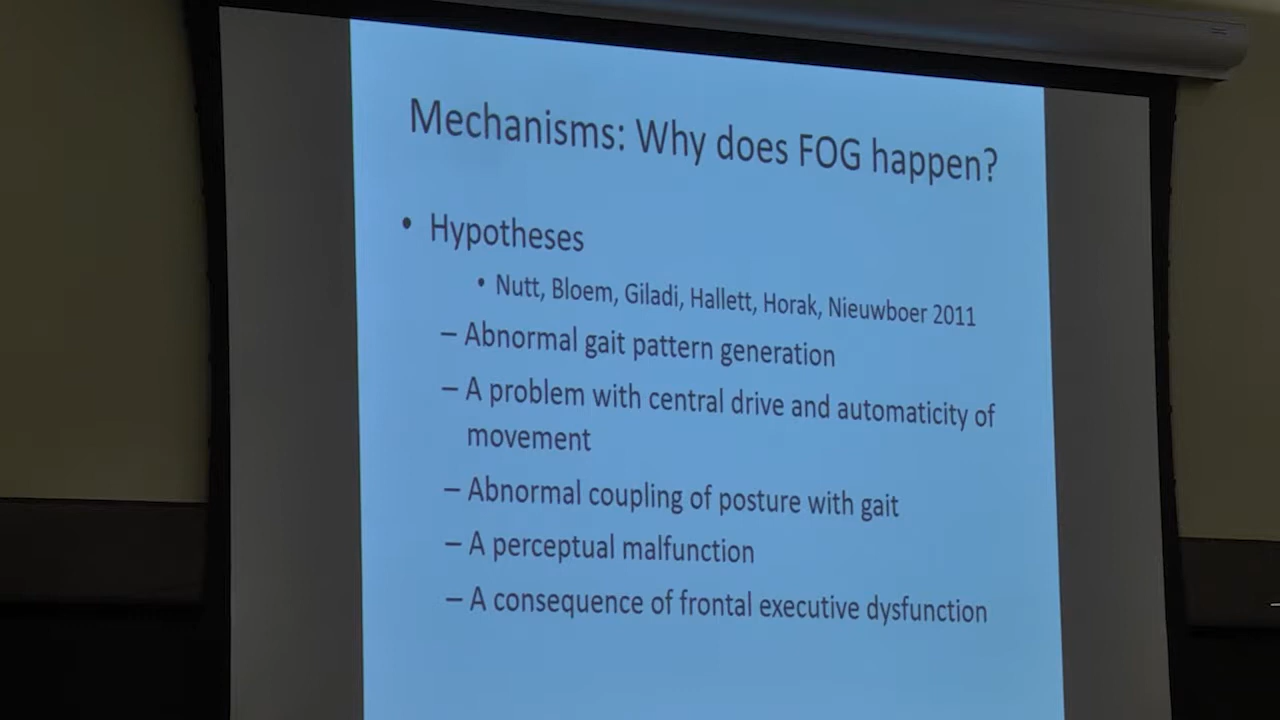 Mechanisms: Why does FOG happen?
• Hypotheses
• Nutt, Bloem, Giladi, Hallett, Horak, Nieuwboer 2011
– Abnormal gait pattern generation
– A problem with central drive and automaticity of
movement
– Abnormal coupling of posture with gait
– A perceptual malfunction
– A consequence of frontal executive dysfunction